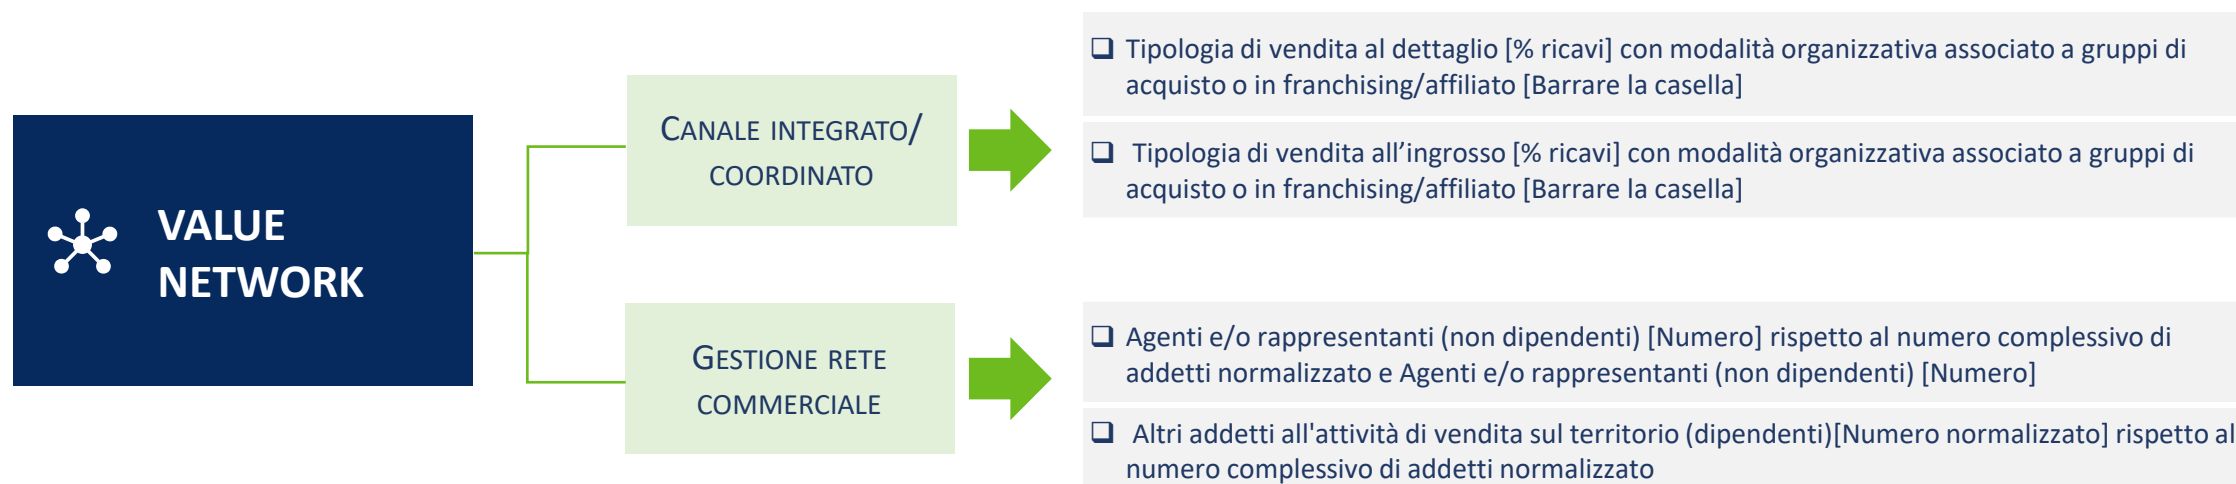 VALUE
NETWORK
CANALE INTEGRATO/
COORDINATO
Tipologia di vendita al dettaglio [% ricavi] con modalità organizzativa associato a gruppi di
acquisto o in franchising/affiliato [Barrare la casella]
Tipologia di vendita all’ingrosso [% ricavi] con modalità organizzativa associato a gruppi di
acquisto o in franchising/affiliato [Barrare la casella]
GESTIONE RETE
COMMERCIALE
Agenti e/o rappresentanti (non dipendenti) [Numero] rispetto al numero complessivo di
addetti normalizzato e Agenti e/o rappresentanti (non dipendenti) [Numero]
Altri addetti all'attività di vendita sul territorio (dipendenti)[Numero normalizzato] rispetto al
numero complessivo di addetti normalizzato